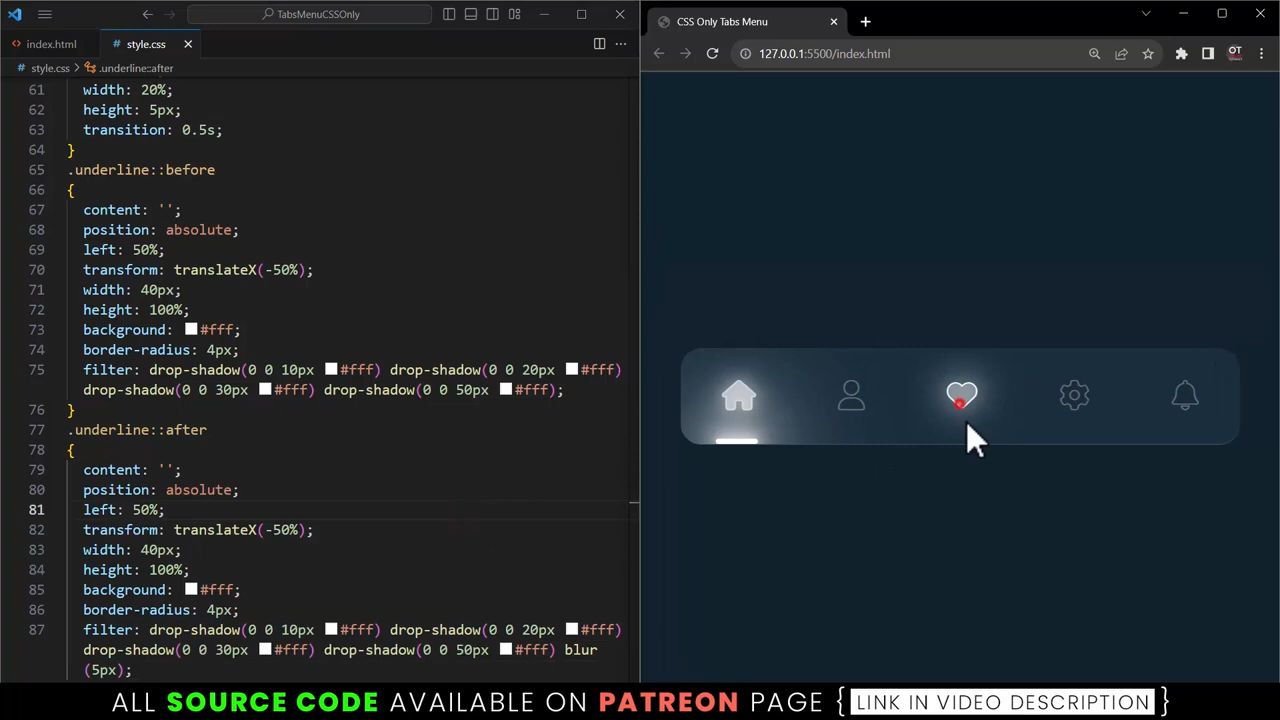 TabsMenuCSSOnly
index.html
style.css
style.css
.underline::after
61 width: 20%;
62 height: 5px;
63 transition: 0.5s;
64 }
65 .underline::before
66 {
67 content: '';
68 position: absolute;
69 left: 50%;
70 transform: translateX(-50%);
71 width: 40px;
72 height: 100%;
73 background: #fff;
74 border-radius: 4px;
75 filter: drop-shadow(0 0 10px #fff) drop-shadow(0 0 20px #fff)
drop-shadow(0 0 30px #fff) drop-shadow(0 0 50px #fff);
76 }
77 .underline::after
78 {
79 content: '';
80 position: absolute;
81 left: 50%;
82 transform: translateX(-50%);
83 width: 40px;
84 height: 100%;
85 background: #fff;
86 border-radius: 4px;
87 filter: drop-shadow(0 0 10px #fff) drop-shadow(0 0 20px #fff)
drop-shadow(0 0 30px #fff) drop-shadow(0 0 50px #fff) blur
(5px);
CSS Only Tabs Menu
127.0.0.1:5500/index.html
OT
ALL SOURCE CODE AVAILABLE ON PATREON PAGE { LINK IN VIDEO DESCRIPTION }